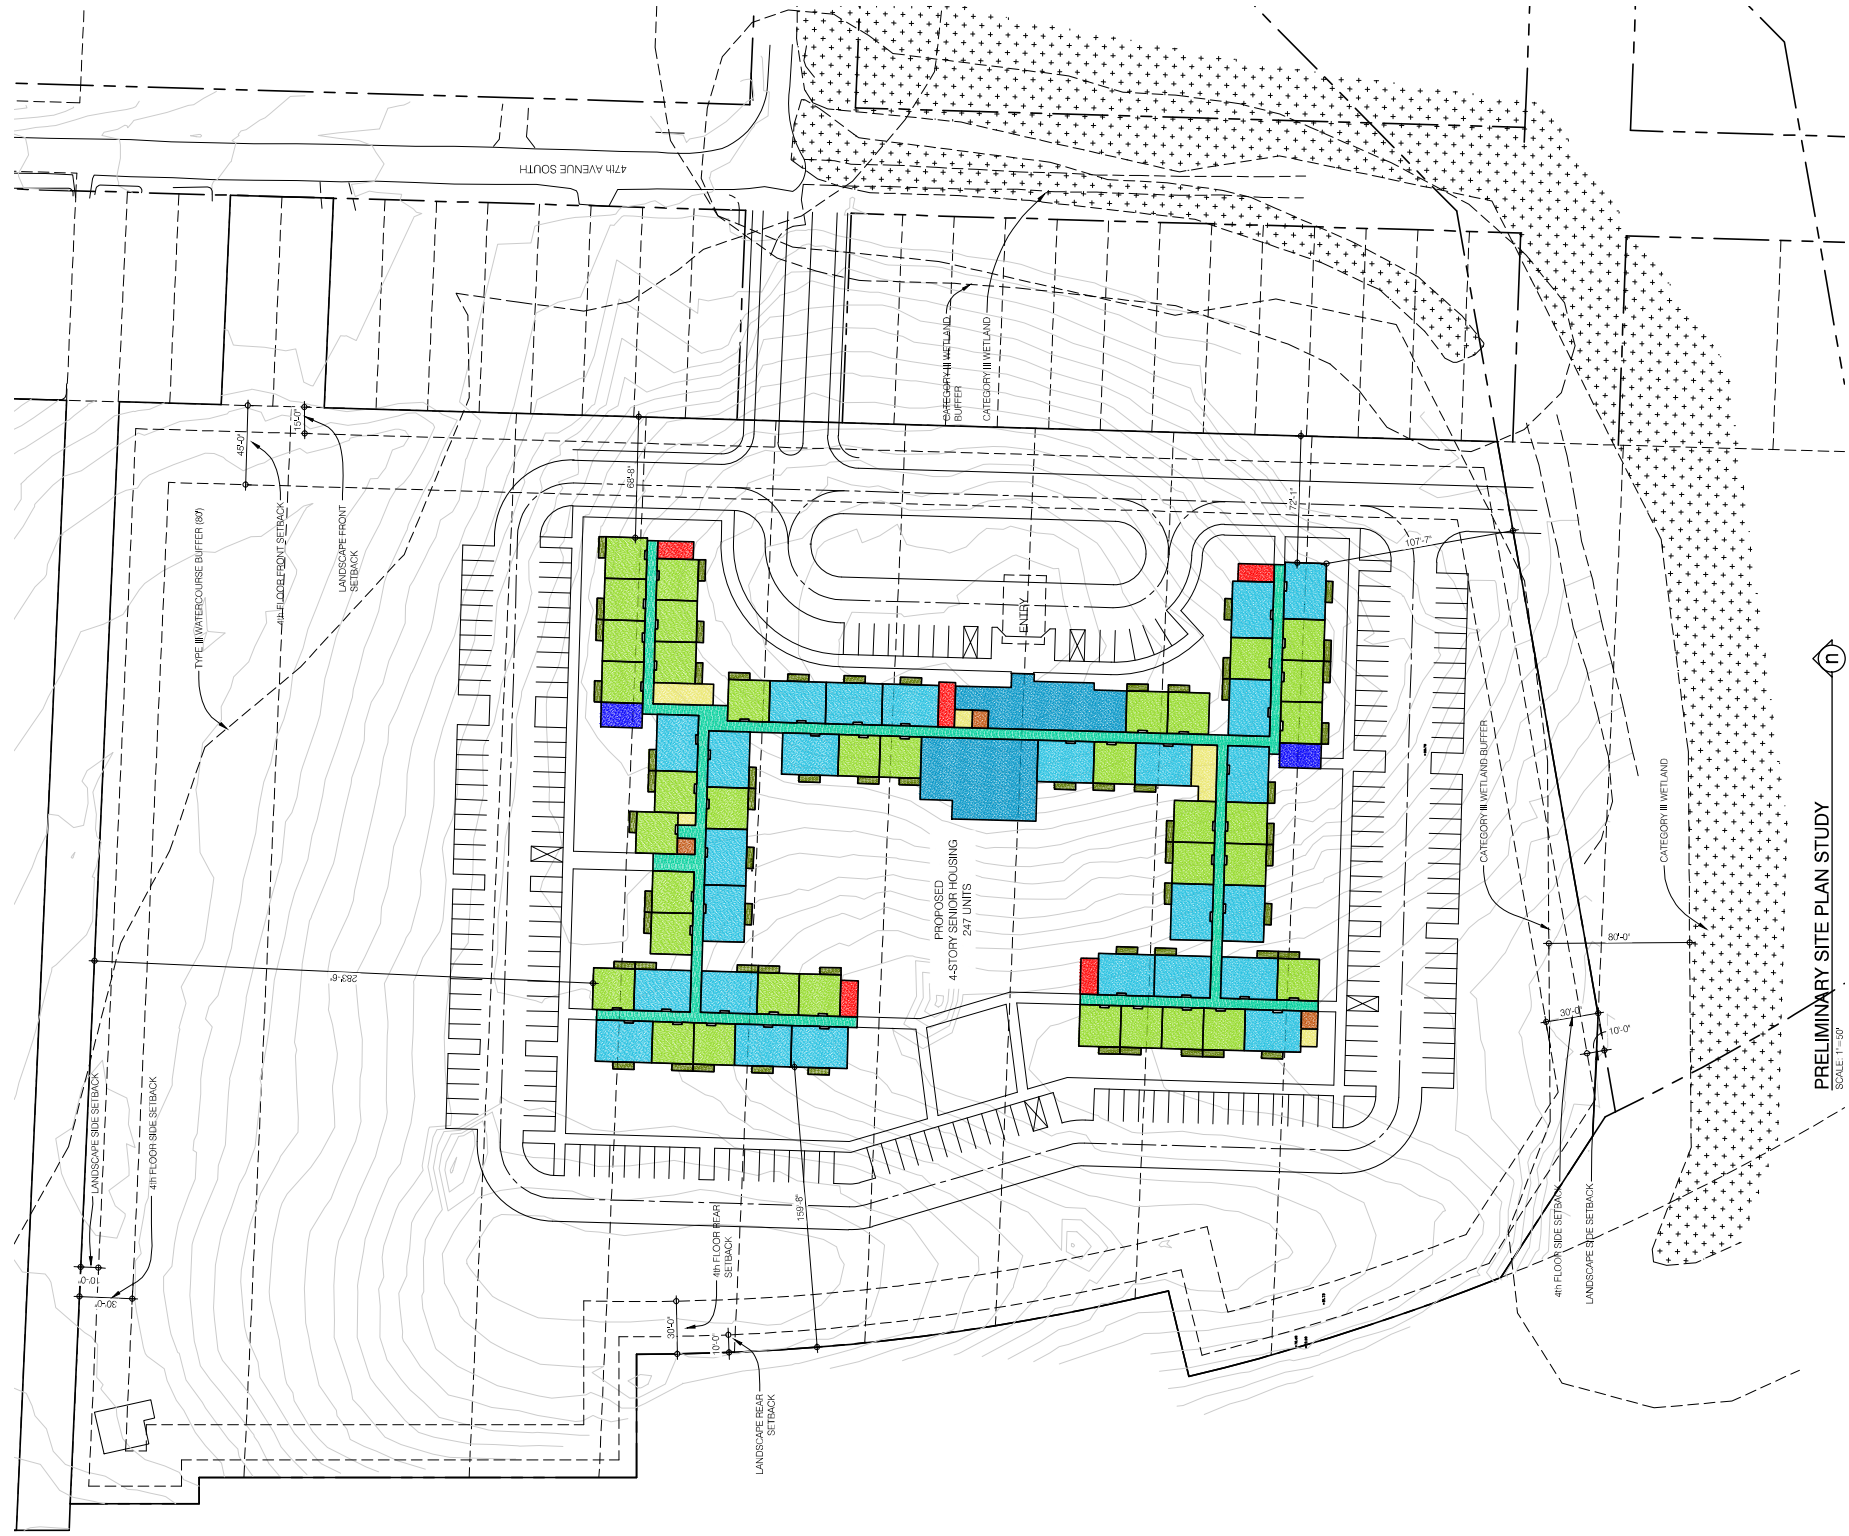 47th AVENUE SOUTH
CATEGORY III WETLAND
BUFFER
CATEGORY III WETLAND
45'-0"
15'-0"
68'-8"
72'-1"
107'-7"
TYPE III WATERCOURSE BUFFER (80')
4th FLOOR FRONT SETBACK
LANDSCAPE FRONT
SETBACK
ENTRY
PROPOSED
4-STORY SENIOR HOUSING
247 UNITS
283'-6"
159'-8"
CATEGORY III WETLAND BUFFER
CATEGORY III WETLAND
80'-0"
30'-0"
10'-0"
LANDSCAPE SIDE SETBACK
4th FLOOR SIDE SETBACK
10'-0"
30'-0"
4th FLOOR REAR
SETBACK
30'-0"
10'-0"
LANDSCAPE REAR
SETBACK
4th FLOOR SIDE SETBACK
LANDSCAPE SIDE SETBACK
n
PRELIMINARY SITE PLAN STUDY
SCALE: 1"=50'